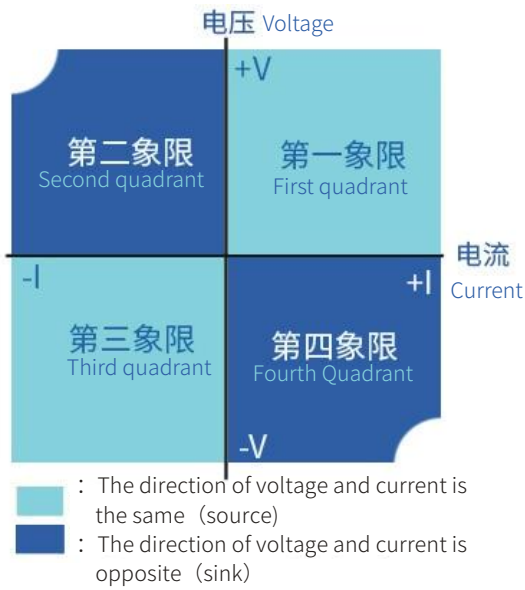 电压 Voltage
+V
第二象限
Second quadrant
第一象限
First quadrant
电流
Current
-I
+I
第三象限
Third quadrant
第四象限
Fourth Quadrant
-V
：The direction of voltage and current is
the same（source)
：The direction of voltage and current is
opposite（sink）